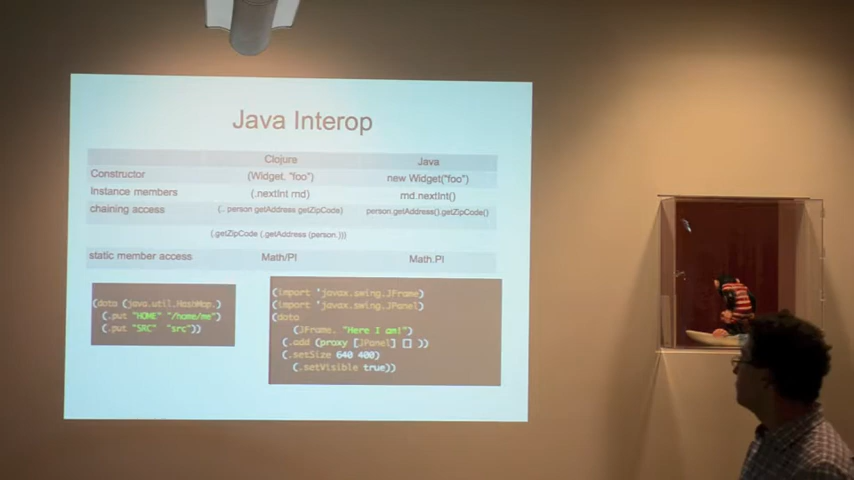 Java Interop
Clojure Java
Constructor (Widget. "foo") new Widget("foo")
Instance members (.nextInt rnd) rnd.nextInt()
chaining access (.. person getAddress getZipCode) person.getAddress().getZipCode()
(.getZipCode (.getAddress (person.)))
static member access Math/PI Math.PI
(doto (java.util.HashMap.)
(.put "HOME" "/home/me")
(.put "SRC" "src"))
(import 'javax.swing.JFrame)
(import 'javax.swing.JPanel)
(doto
(JFrame. "Here I am!")
(.add (proxy [JPanel] [] ))
(.setSize 640 400)
(.setVisible true))